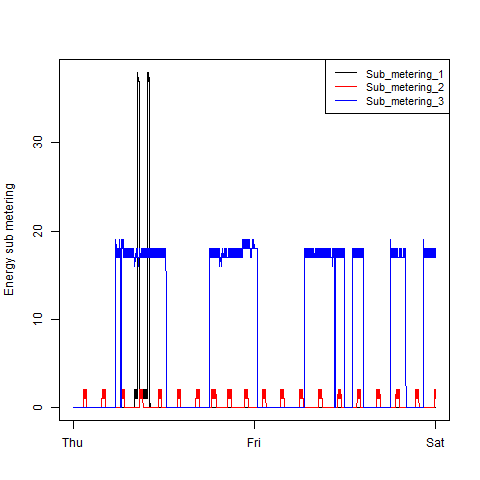 Sub_metering_1
Sub_metering_2
Sub_metering_3
Energy sub metering
30
20
10
0
Thu Fri Sat